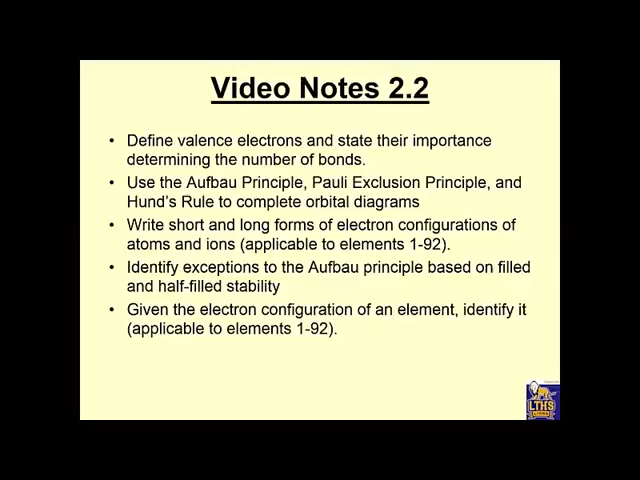 Video Notes 2.2
• Define valence electrons and state their importance
determining the number of bonds.
• Use the Aufbau Principle, Pauli Exclusion Principle, and
Hund's Rule to complete orbital diagrams
• Write short and long forms of electron configurations of
atoms and ions (applicable to elements 1-92).
• Identify exceptions to the Aufbau principle based on filled
and half-filled stability
• Given the electron configuration of an element, identify it
(applicable to elements 1-92).
LTHS